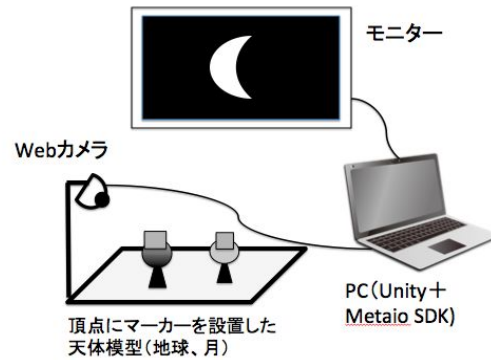 モニター
Webカメラ
PC(Unity＋
Metaio SDK)
頂点にマーカーを設置した
天体模型(地球、月)